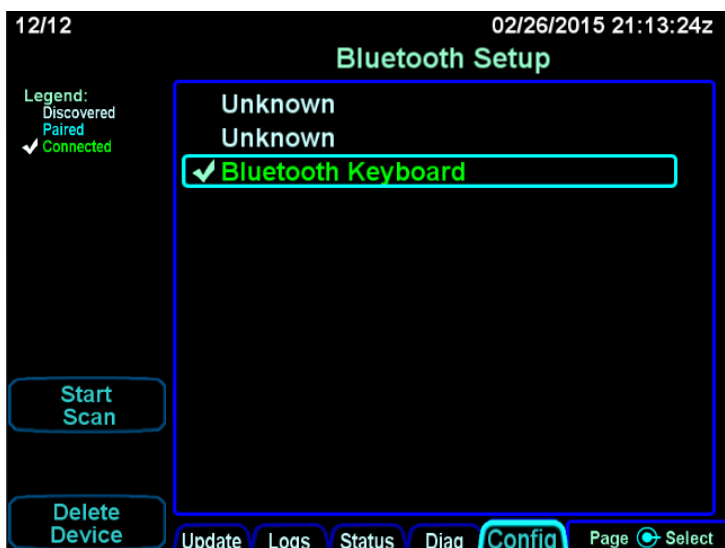 12/12
02/26/2015 21:13:24z
Bluetooth Setup
Legend:
Discovered
Paired
Connected
Unknown
Unknown
Bluetooth Keyboard
Start
Scan
Delete
Device
Update
Logs
Status
Diag
Config
Page
Select